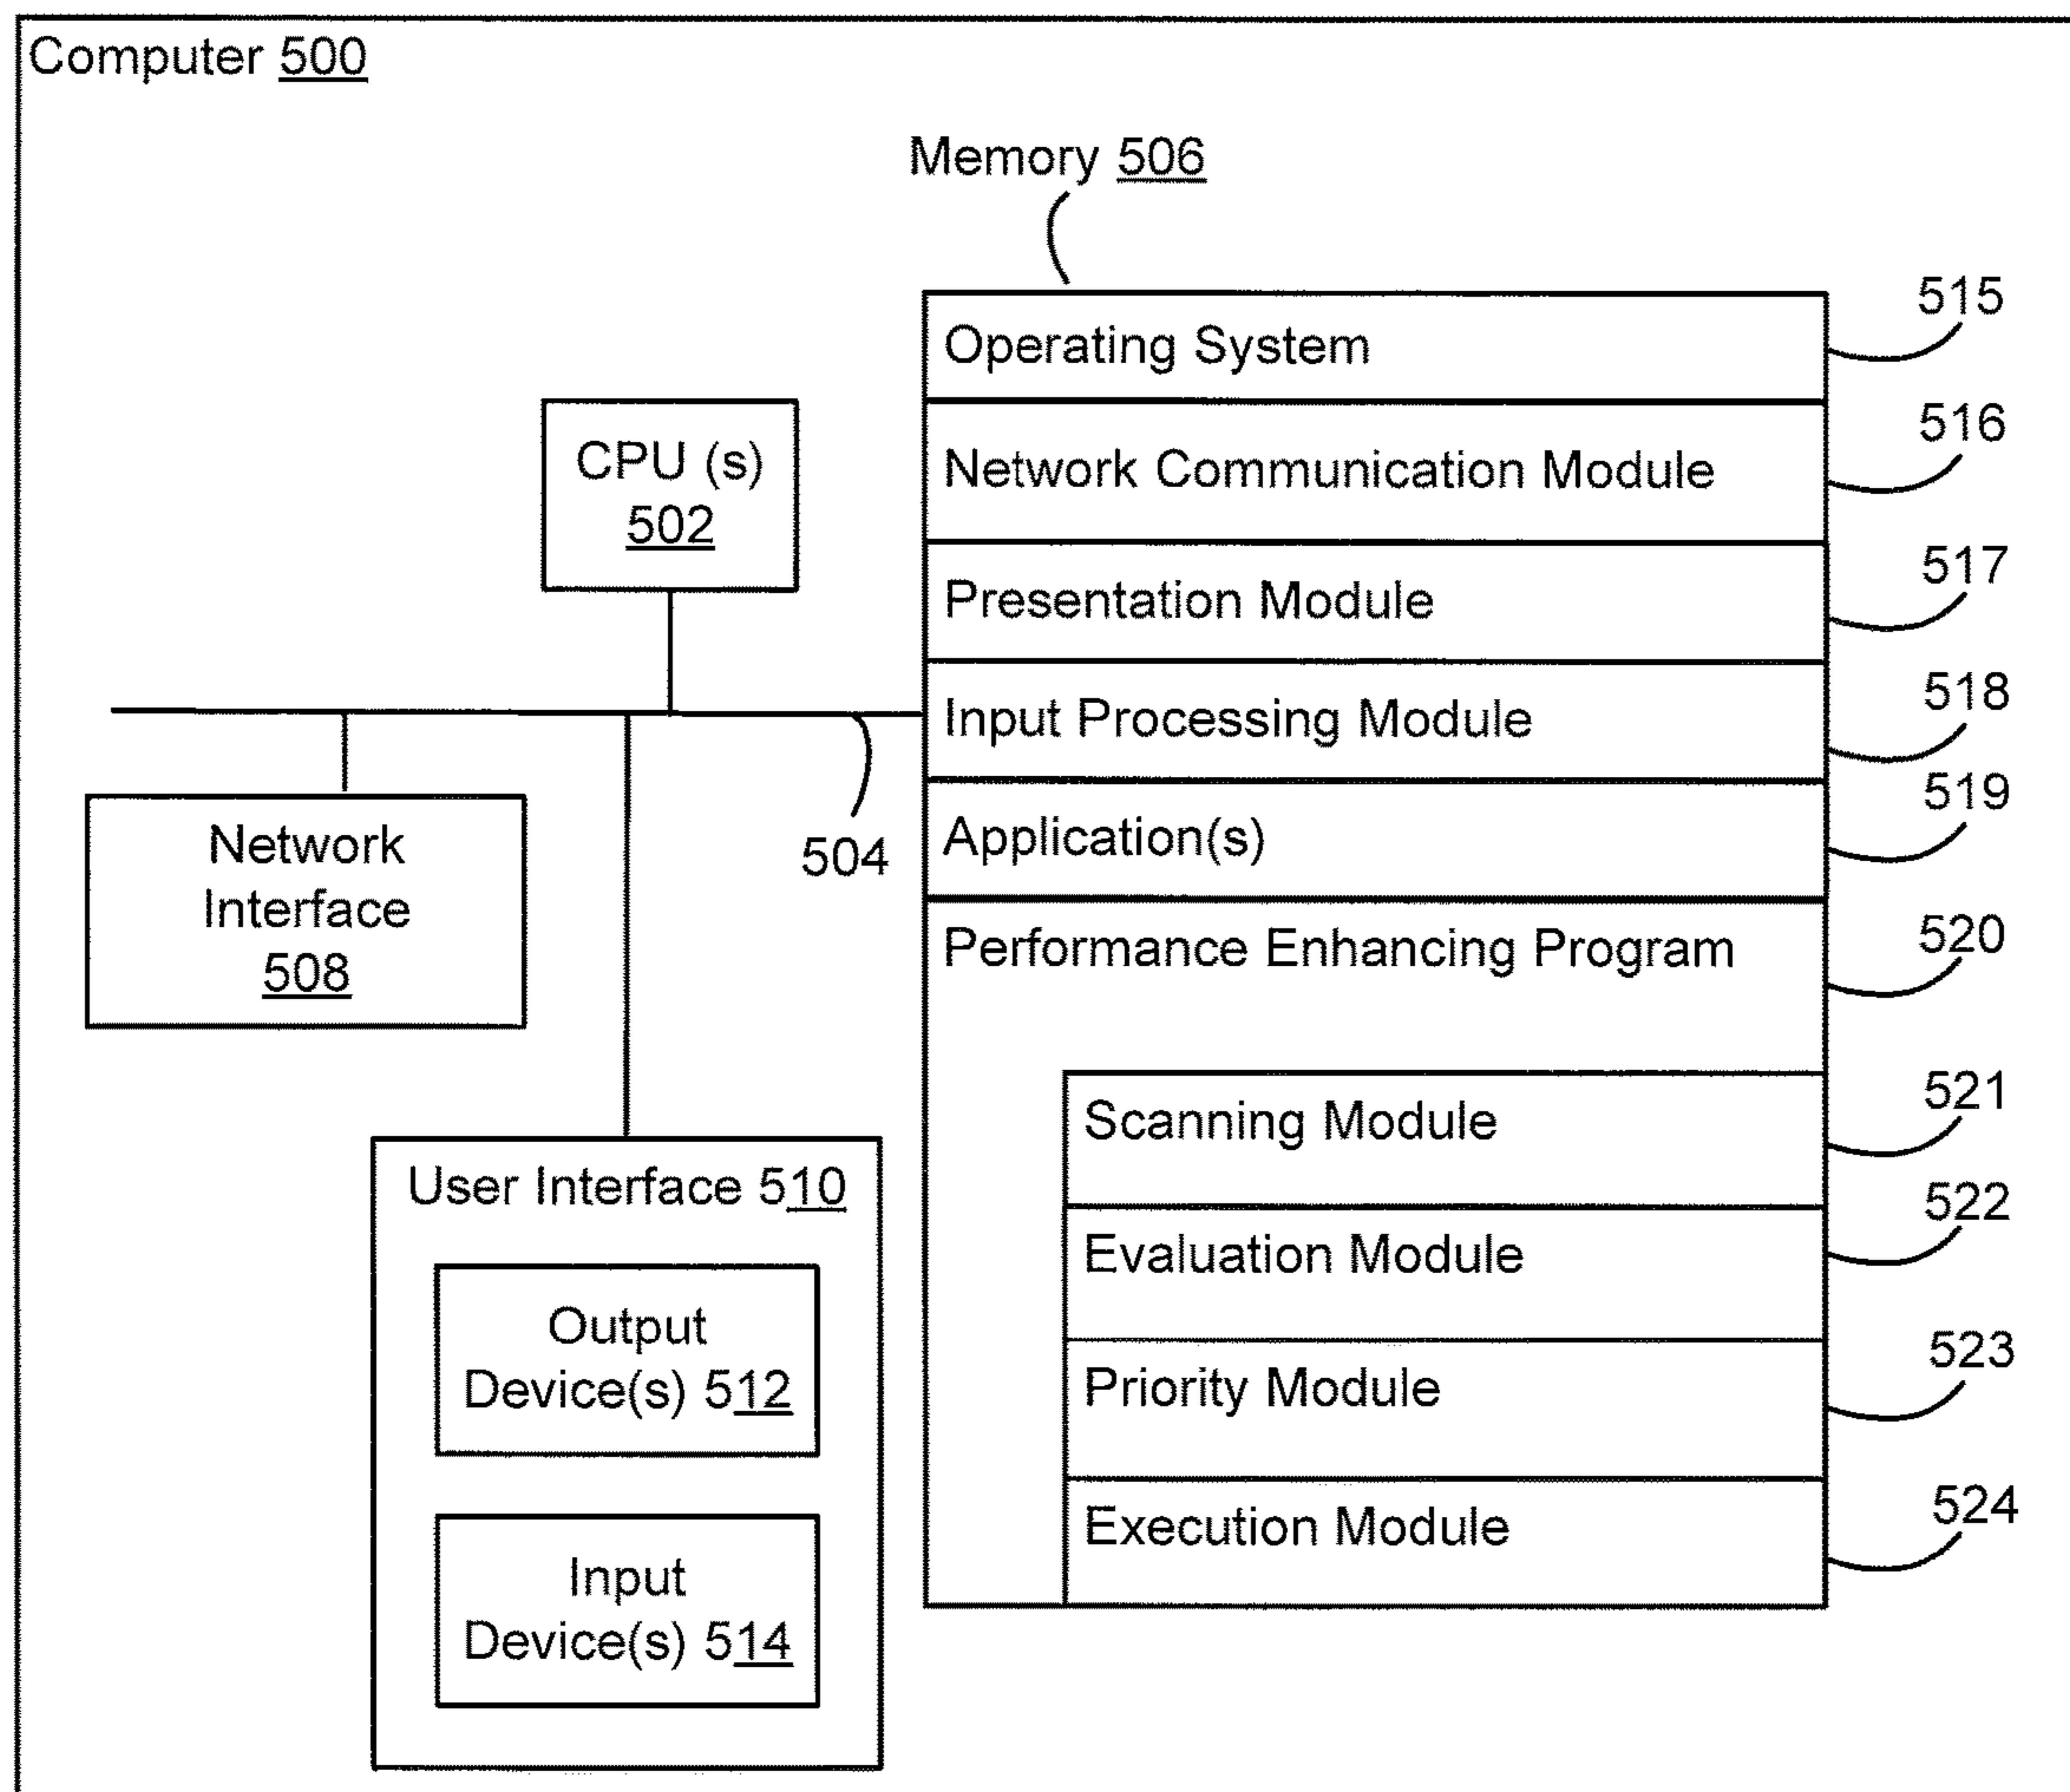 Computer 500
Memory 506
Operating System
515
Network Communication Module
516
Presentation Module
517
Input Processing Module
518
Application(s)
519
Performance Enhancing Program
520
Scanning Module
521
Evaluation Module
522
Priority Module
523
Execution Module
524
CPU (s)
502
504
Network
Interface
508
User Interface 510
Output
Device(s) 512
Input
Device(s) 514